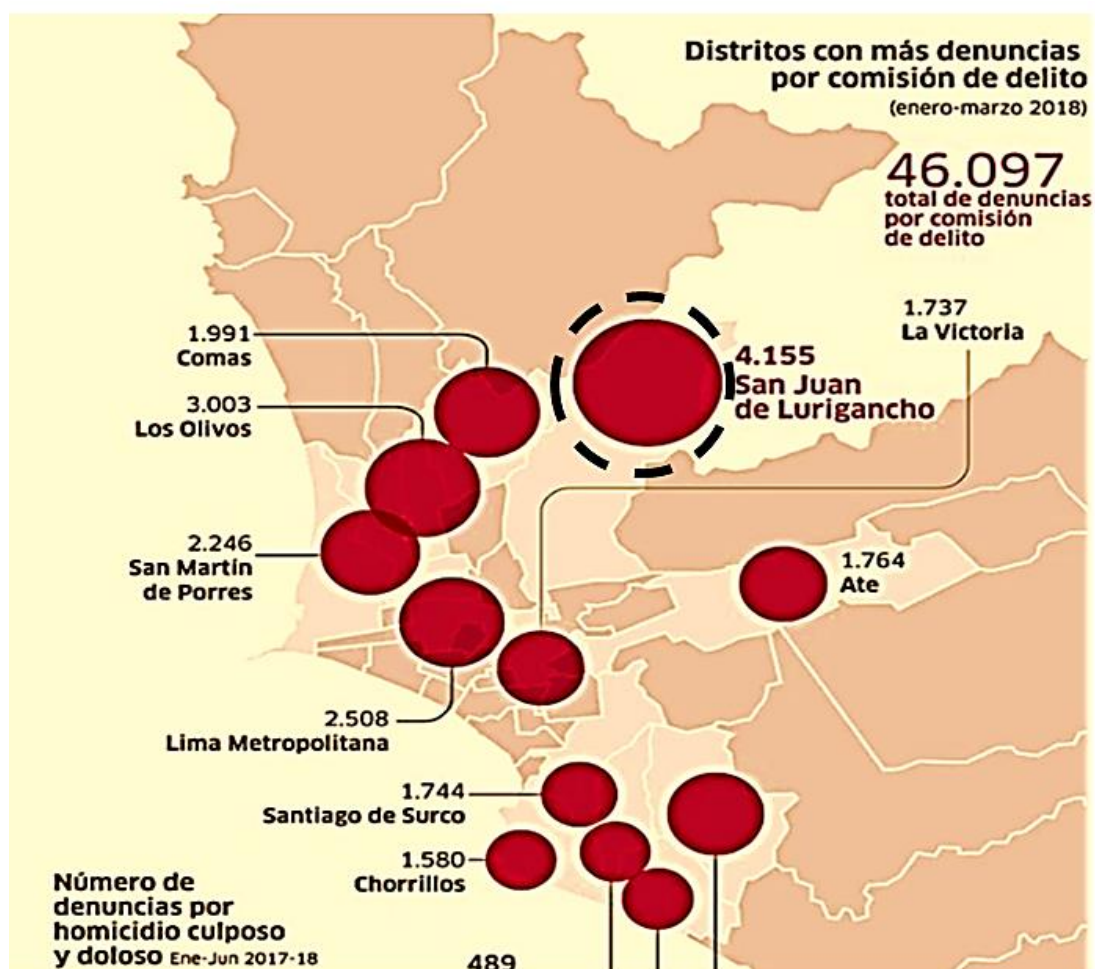 Distritos con más denuncias
por comisión de delito
(enero-marzo 2018)
46.097
total de denuncias
por comisión
de delito
1.737
La Victoria
1.991
Comas
4.155
San Juan
de Lurigancho
3.003
Los Olivos
2.246
San Martín
de Porres
1.764
Ate
2.508
Lima Metropolitana
1.744
Santiago de Surco
1.580
Chorrillos
Número de
denuncias por
homicidio culposo
y doloso Ene-Jun 2017-18
489